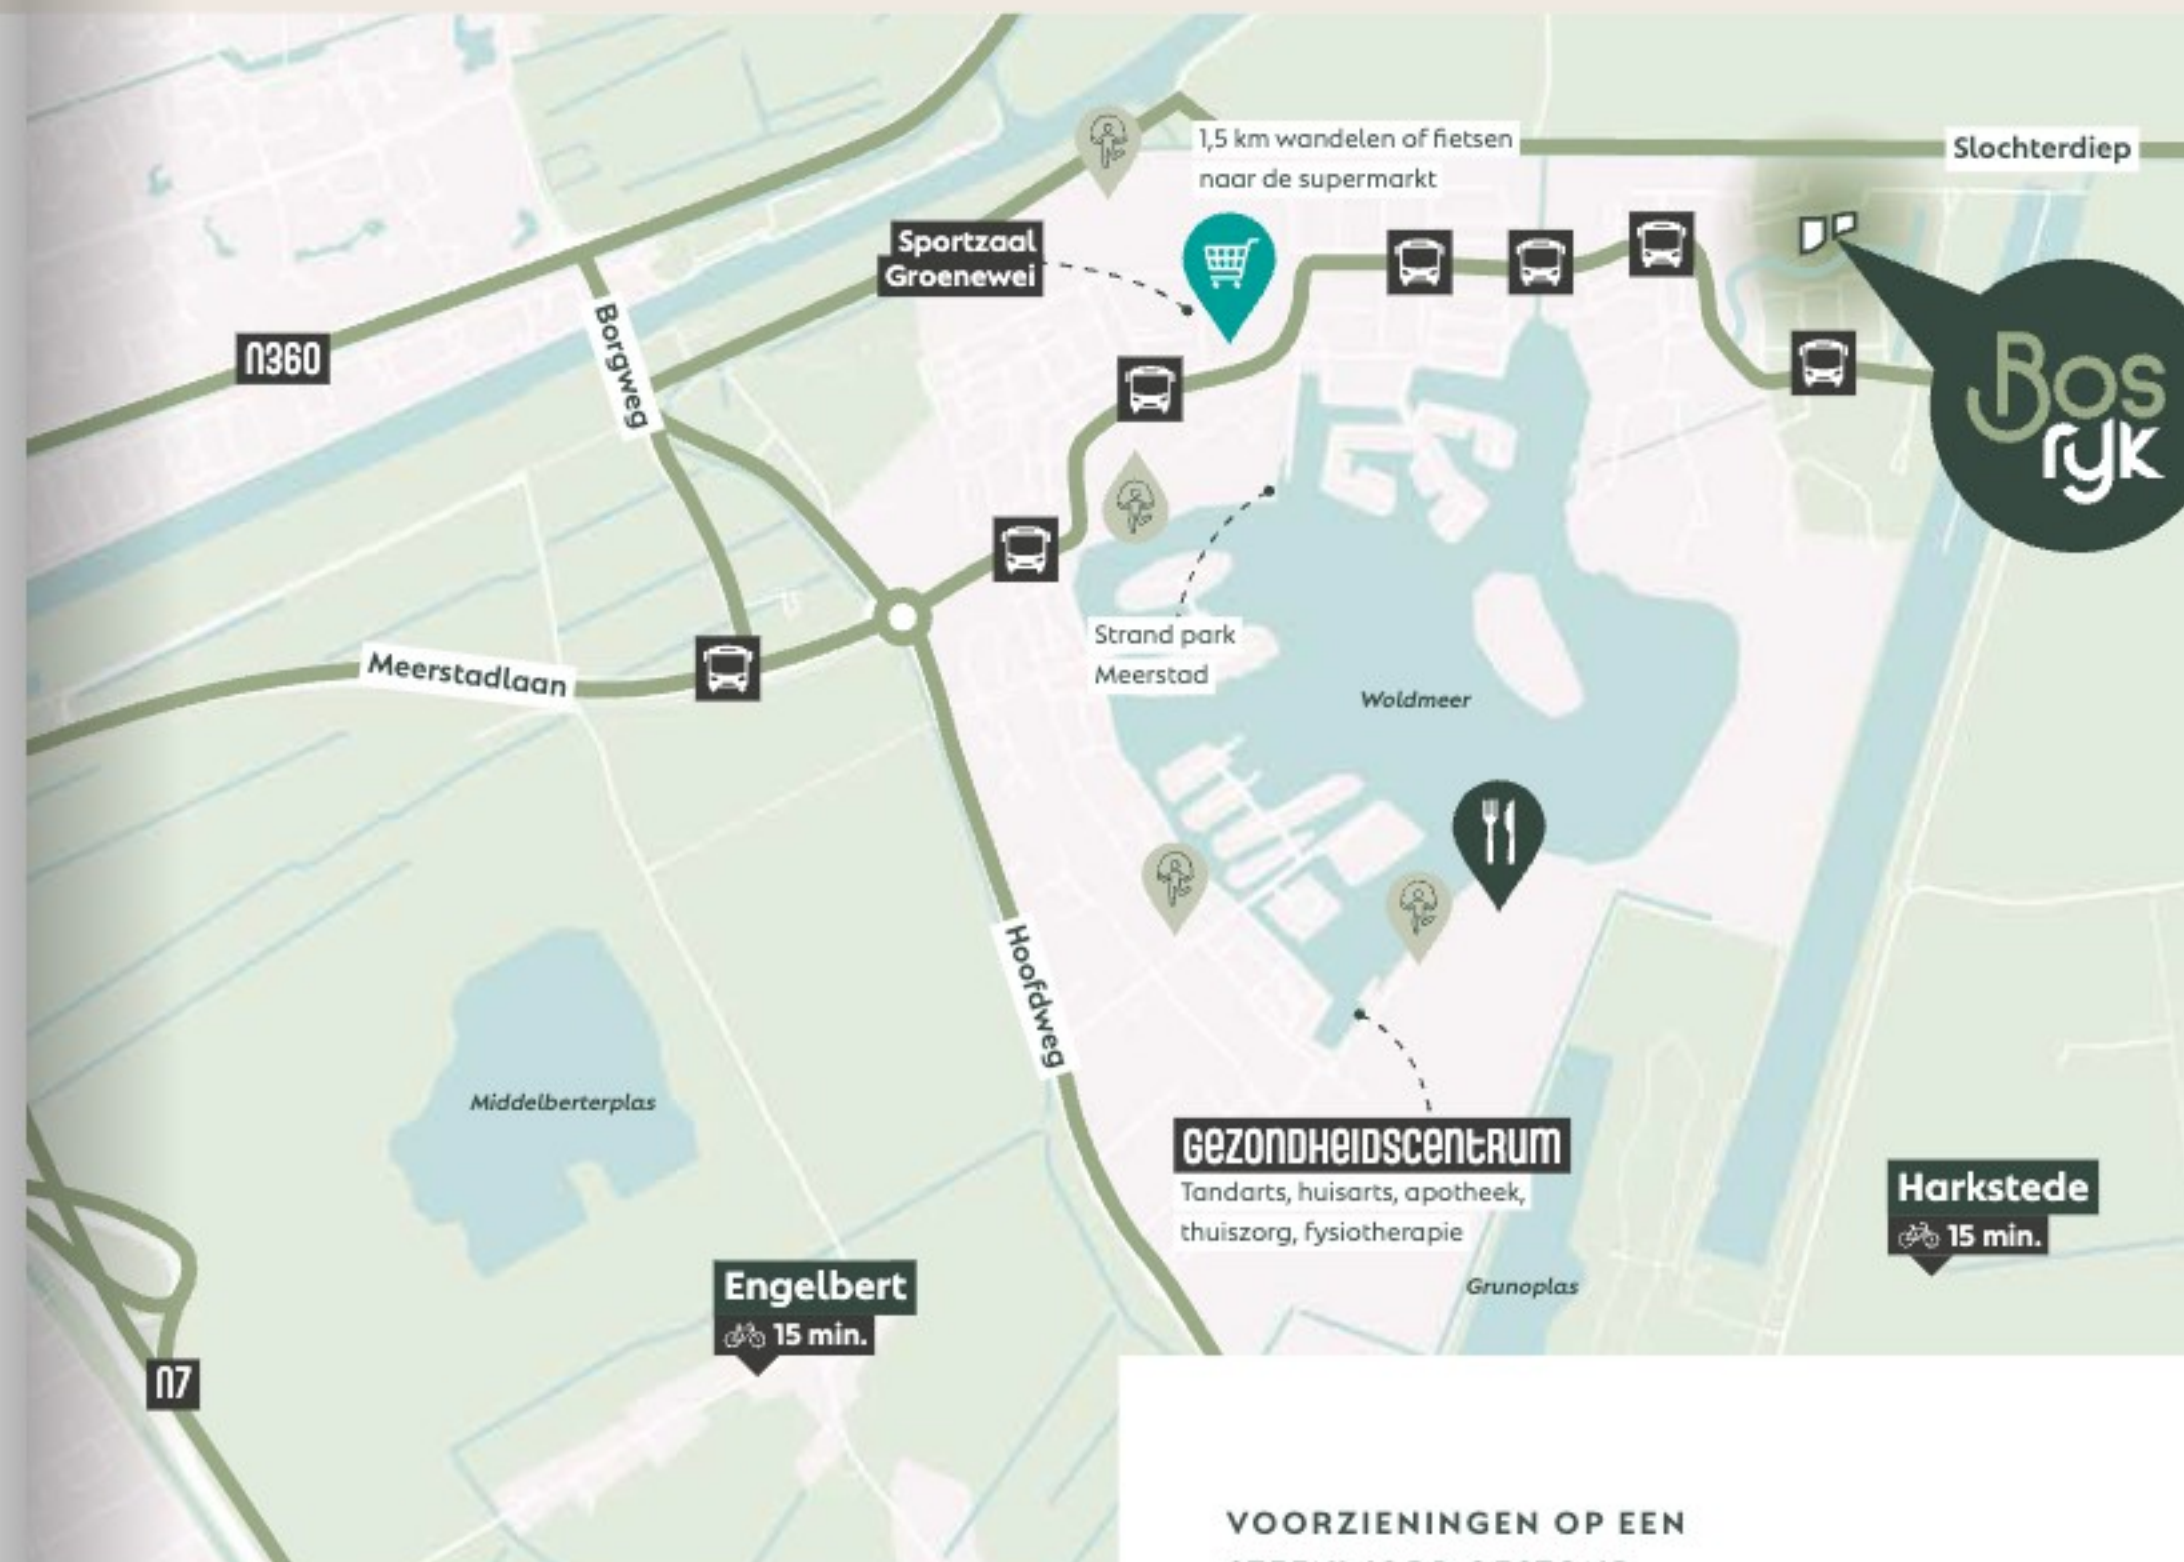 1,5 km wandelen of fietsen
naar de supermarkt
Slochterdiep
Sportzaal
Groenewei
N360
Borgweg
Bos
ryk
Strand park
Meerstad
Meerstadlaan
Woldmeer
Hoofdweg
Middelberterplas
GEZONDHEIDSCENTRUM
Tandarts, huisarts, apotheek,
thuiszorg, fysiotherapie
Harkstede
15 min.
Engelbert
15 min.
Grunoplas
N7
VOORZIENINGEN OP EEN